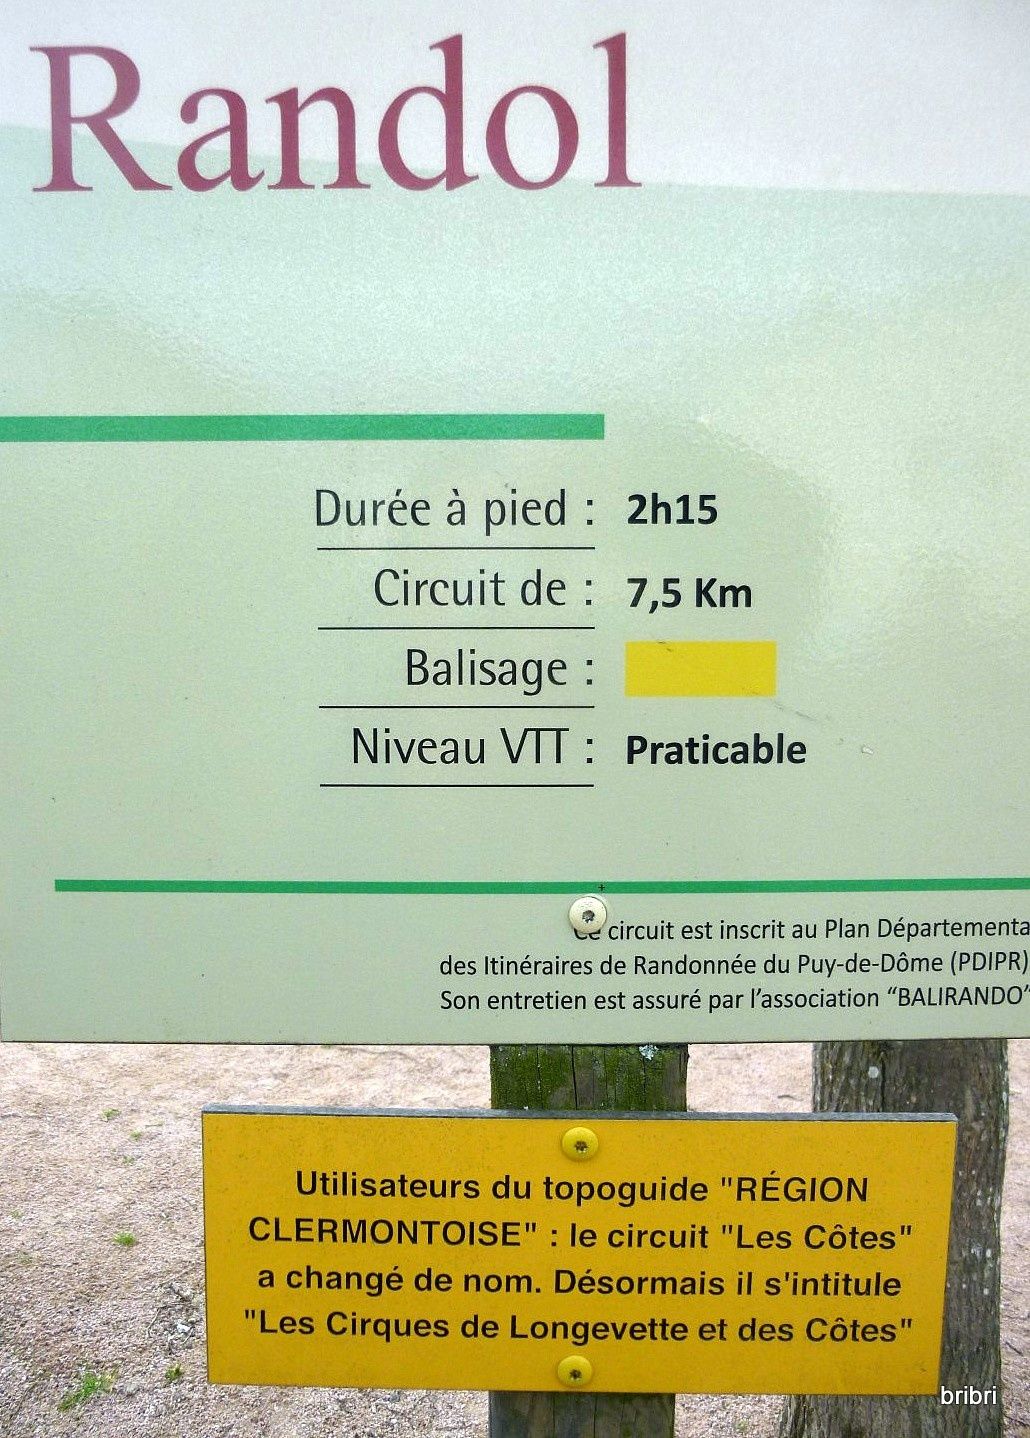 Randol
Durée à pied : 2h15
Circuit de : 7,5 Km
Balisage :
Niveau VTT : Praticable
Ce circuit est inscrit au Plan Départementa
des Itinéraires de Randonnée du Puy-de-Dôme (PDIPR)
Son entretien est assuré par l'association “BALIRANDO”
Utilisateurs du topoguide "RÉGION
CLERMONTOISE" : le circuit "Les Côtes"
a changé de nom. Désormais il s'intitule
"Les Cirques de Longevette et des Côtes"
bribri